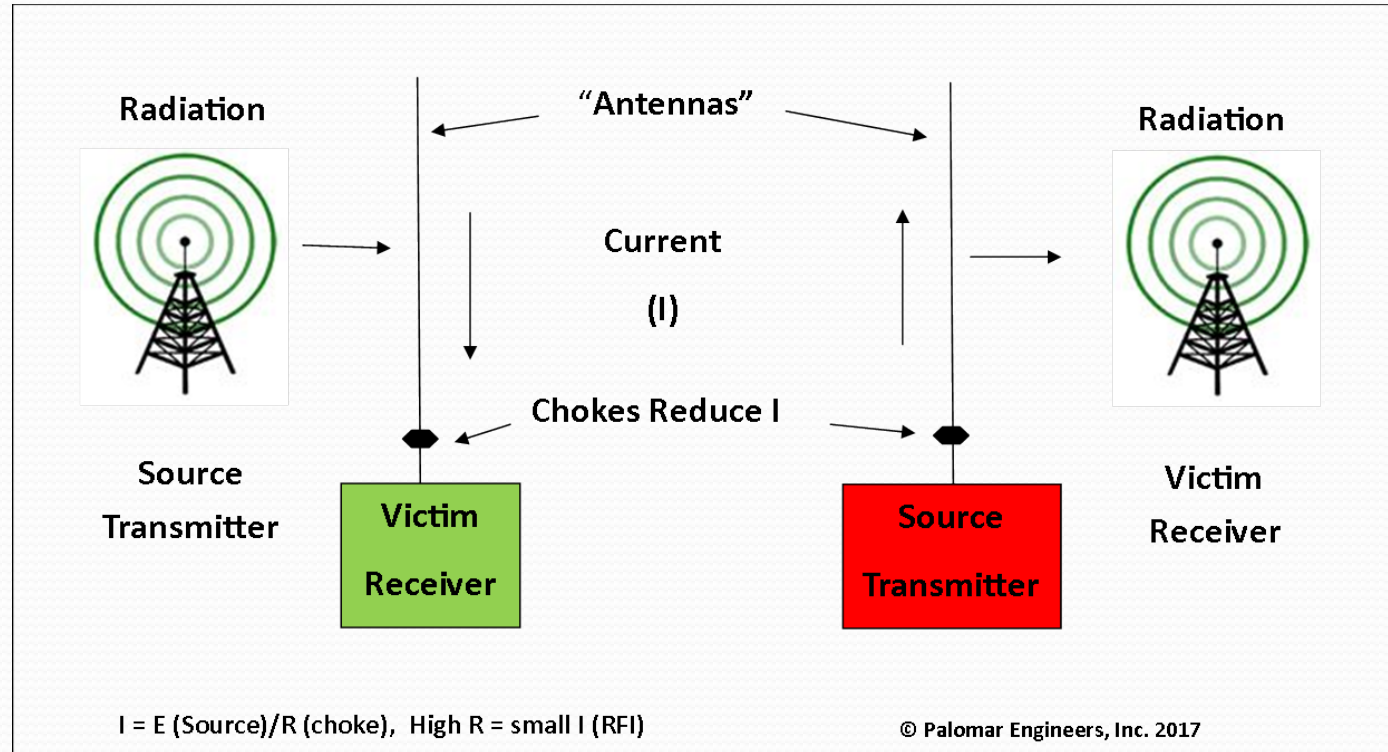 “Antennas”
Radiation
Radiation
Current
(I)
Chokes Reduce I
Source
Transmitter
Victim
Receiver
Source
Transmitter
Victim
Receiver
I = E (Source)/R (choke),  High R = small I (RFI)
© Palomar Engineers, Inc. 2017